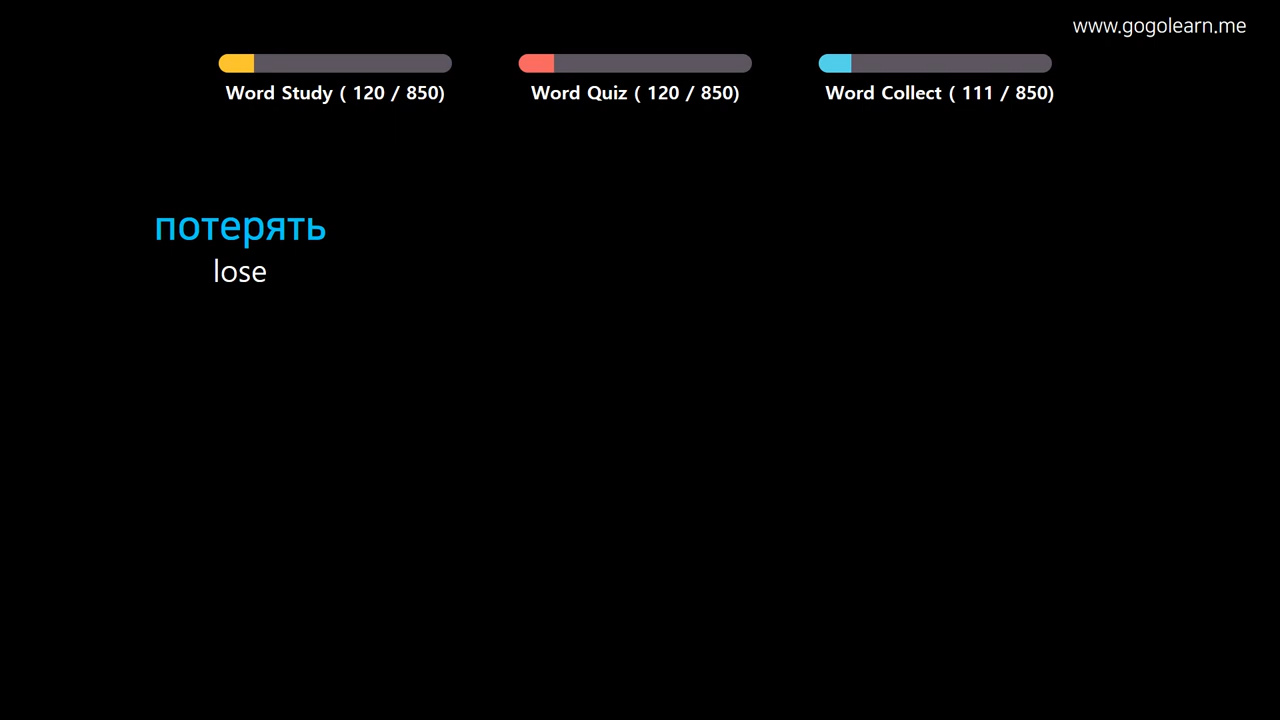 www.gogolearn.me
Word Study ( 120 / 850)
Word Quiz ( 120 / 850)
Word Collect ( 111 / 850)
потерять
lose